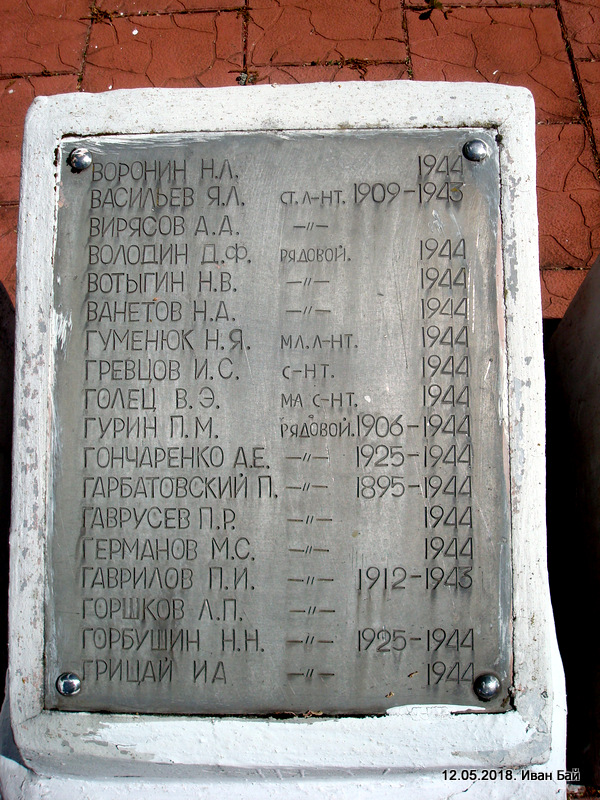 ВОРОНИН Н.Л. 1944
ВАСИЛЬЕВ Я.Л. СТ. Л-НТ. 1909-1943
ВИРЯСОВ А.А. —〃—
ВОЛОДИН Д.Ф. РЯДОВОЙ. 1944
ВОТЫГИН Н.В. —〃— 1944
ВАНЕТОВ Н.А. —〃— 1944
ГУМЕНЮК Н.Я. МЛ. Л-НТ. 1944
ГРЕВЦОВ И.С. С-НТ. 1944
ГОЛЕЦ В.Э. МЛ С-НТ. 1944
ГУРИН П.М. РЯДОВОЙ. 1906-1944
ГОНЧАРЕНКО А.Е. —〃— 1925-1944
ГАРБАТОВСКИЙ П. —〃— 1895-1944
ГАВРУСЕВ П.Р. —〃— 1944
ГЕРМАНОВ М.С. —〃— 1944
ГАВРИЛОВ П.И. —〃— 1912-1943
ГОРШКОВ Л.П. —〃—
ГОРБУШИН Н.Н. —〃— 1925-1944
ГРИЦАЙ И А —〃— 1944
12.05.2018. Иван Бай